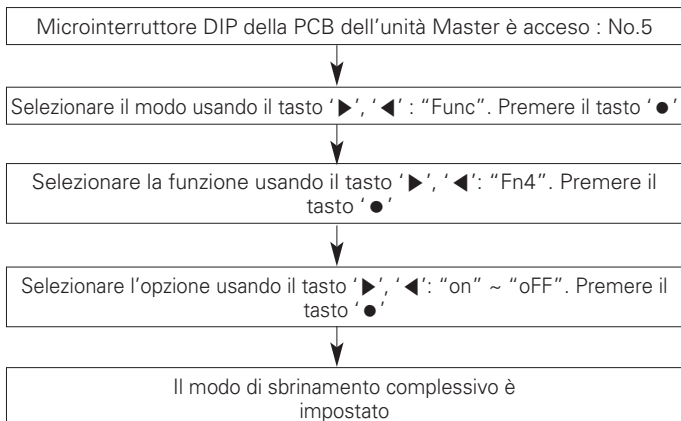 Microinterruttore DIP della PCB dell'unità Master è acceso : No.5
Selezionare il modo usando il tasto '▶', '◀' : “Func”. Premere il tasto '●'
Selezionare la funzione usando il tasto '▶', '◀': “Fn4”. Premere il
tasto '●'
Selezionare l'opzione usando il tasto '▶', '◀': “on” ~ “oFF”. Premere il
tasto '●'
Il modo di sbrinamento complessivo è
impostato